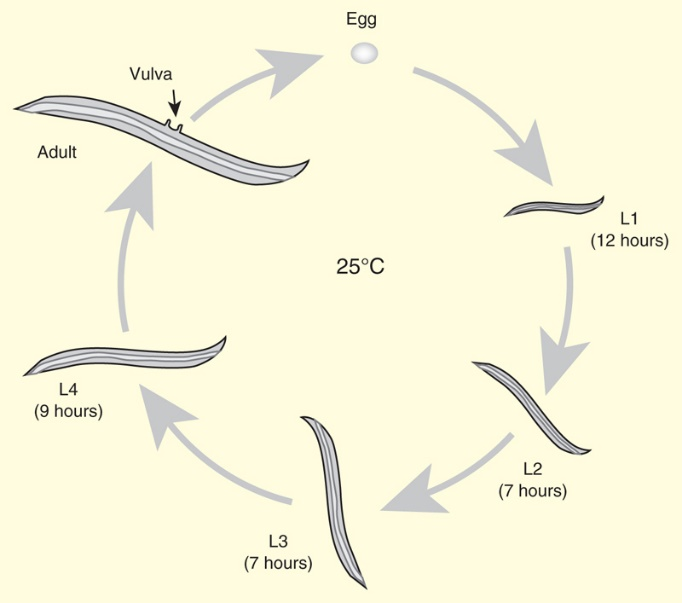 Egg
Vulva
Adult
L1
(12 hours)
25°C
L4
(9 hours)
L2
(7 hours)
L3
(7 hours)